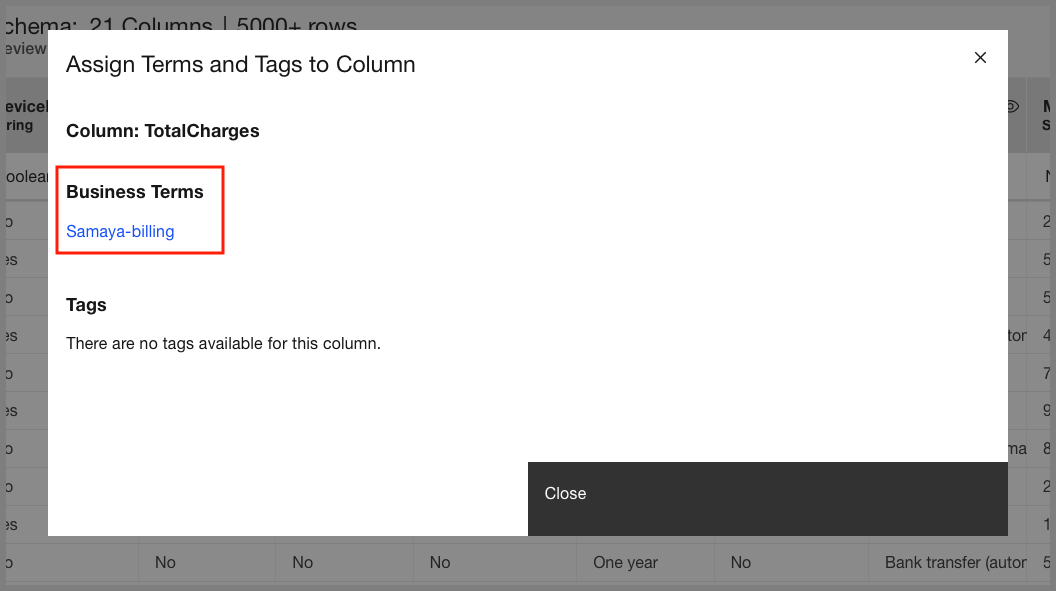 chema: 21 Columns | 5000+ rows
eview
Assign Terms and Tags to Column
Column: TotalCharges
Business Terms
Samaya-billing
Tags
There are no tags available for this column.
Close
eviceI
ring
oolean
o
es
o
es
o
es
o
o
es
M
S
N
2
5
5
tor 4
7
9
ma 8
2
1
o No No No One year No Bank transfer (autor 5